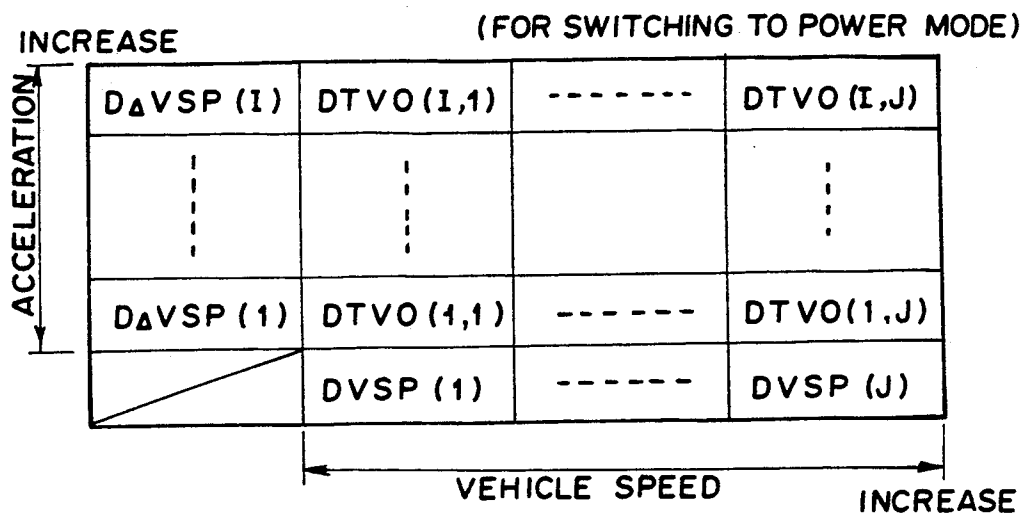 (FOR SWITCHING TO POWER MODE)
INCREASE
ACCELERATION
DΔVSP (I) DTVO(I,1) ------- DTVO(I,J)
DΔVSP (1) DTVO(1,1) ------ DTVO(1,J)
DVSP (1) ------ DVSP (J)
VEHICLE SPEED
INCREASE